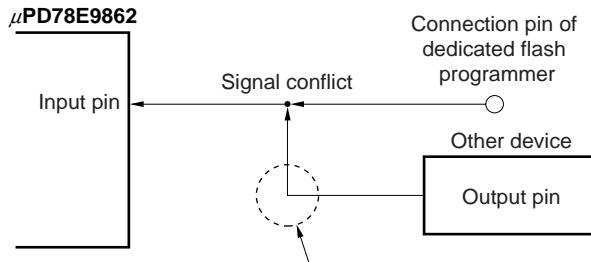 μPD78E9862
Connection pin of
dedicated flash
programmer
Signal conflict
Input pin
Other device
Output pin